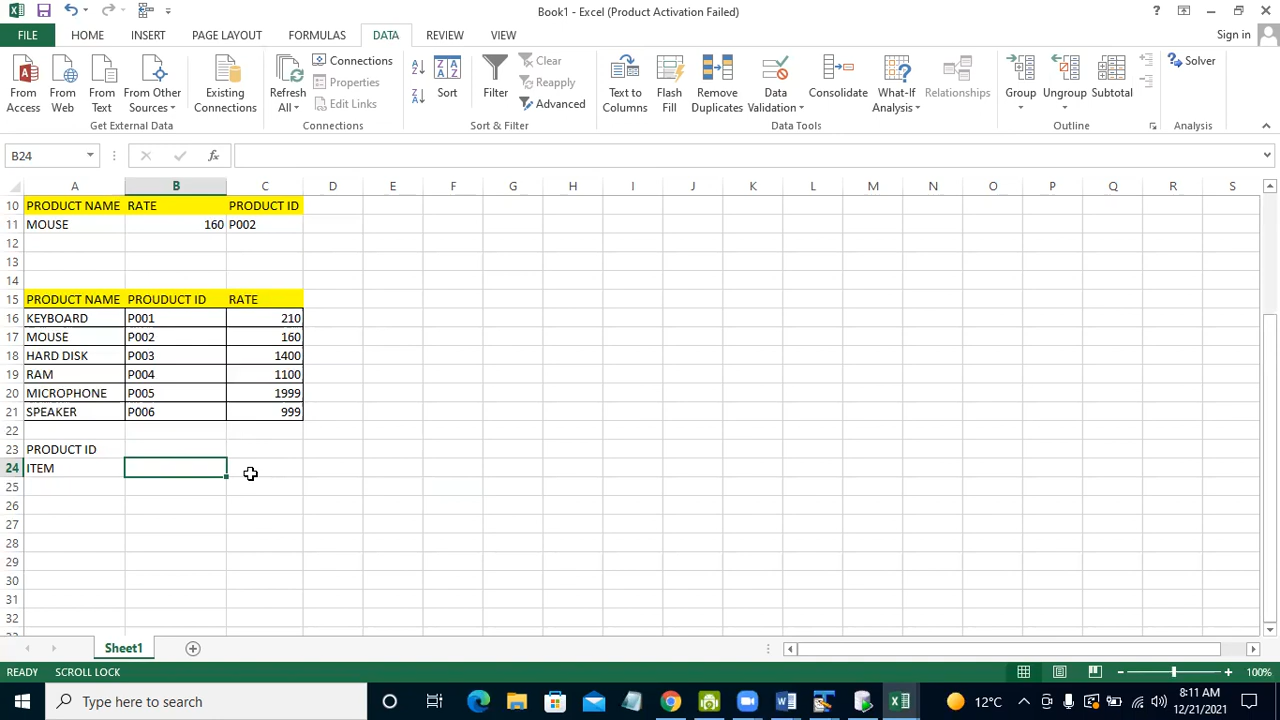 Book1 - Excel (Product Activation Failed)
?
FILE HOME INSERT PAGE LAYOUT FORMULAS DATA REVIEW VIEW Sign in
From Access
From Web
From Text
From Other Sources
Get External Data
Existing Connections
Refresh All
Connections
Properties
Edit Links
Connections
Sort
Filter
Clear
Reapply
Advanced
Sort & Filter
Text to Columns
Flash Fill
Remove Duplicates
Data Validation
Consolidate
What-If Analysis
Relationships
Data Tools
Group
Ungroup
Subtotal
Outline
Solver
Analysis
B24 fx
A B C D E F G H I J K L M N O P Q R S
10 PRODUCT NAME RATE PRODUCT ID
11 MOUSE 160 P002
12
13
14
15 PRODUCT NAME PROUDUCT ID RATE
16 KEYBOARD P001 210
17 MOUSE P002 160
18 HARD DISK P003 1400
19 RAM P004 1100
20 MICROPHONE P005 1999
21 SPEAKER P006 999
22
23 PRODUCT ID
24 ITEM
25
26
27
28
29
30
31
32
Sheet1
READY SCROLL LOCK 100%
Type here to search
12°C
8:11 AM
12/21/2021